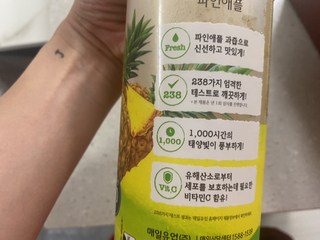 파인애플
Fresh
파인애플 과즙으로
신선하고 맛있게!
238
238가지 엄격한
테스트로 깨끗하게!
1,000
1,000시간의
태양빛이 풍부하게!
Vit C
유해산소로부터
세포를 보호하는데 필요한
비타민C 함유!
매일유업(주)
1588-1539